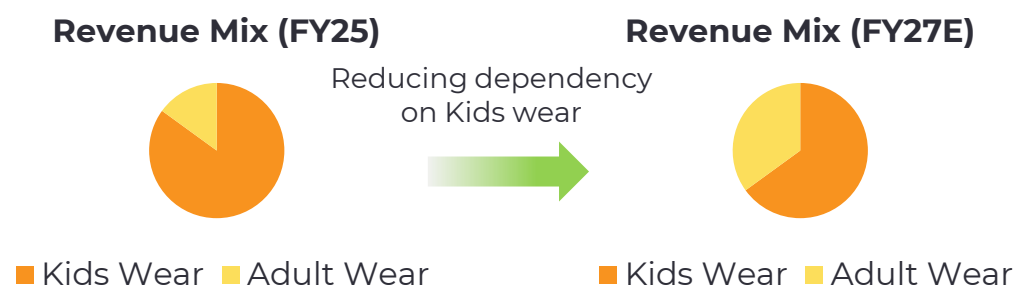 Revenue Mix (FY25)
Revenue Mix (FY27E)
Reducing dependency
on Kids wear
Kids Wear
Adult Wear
Kids Wear
Adult Wear